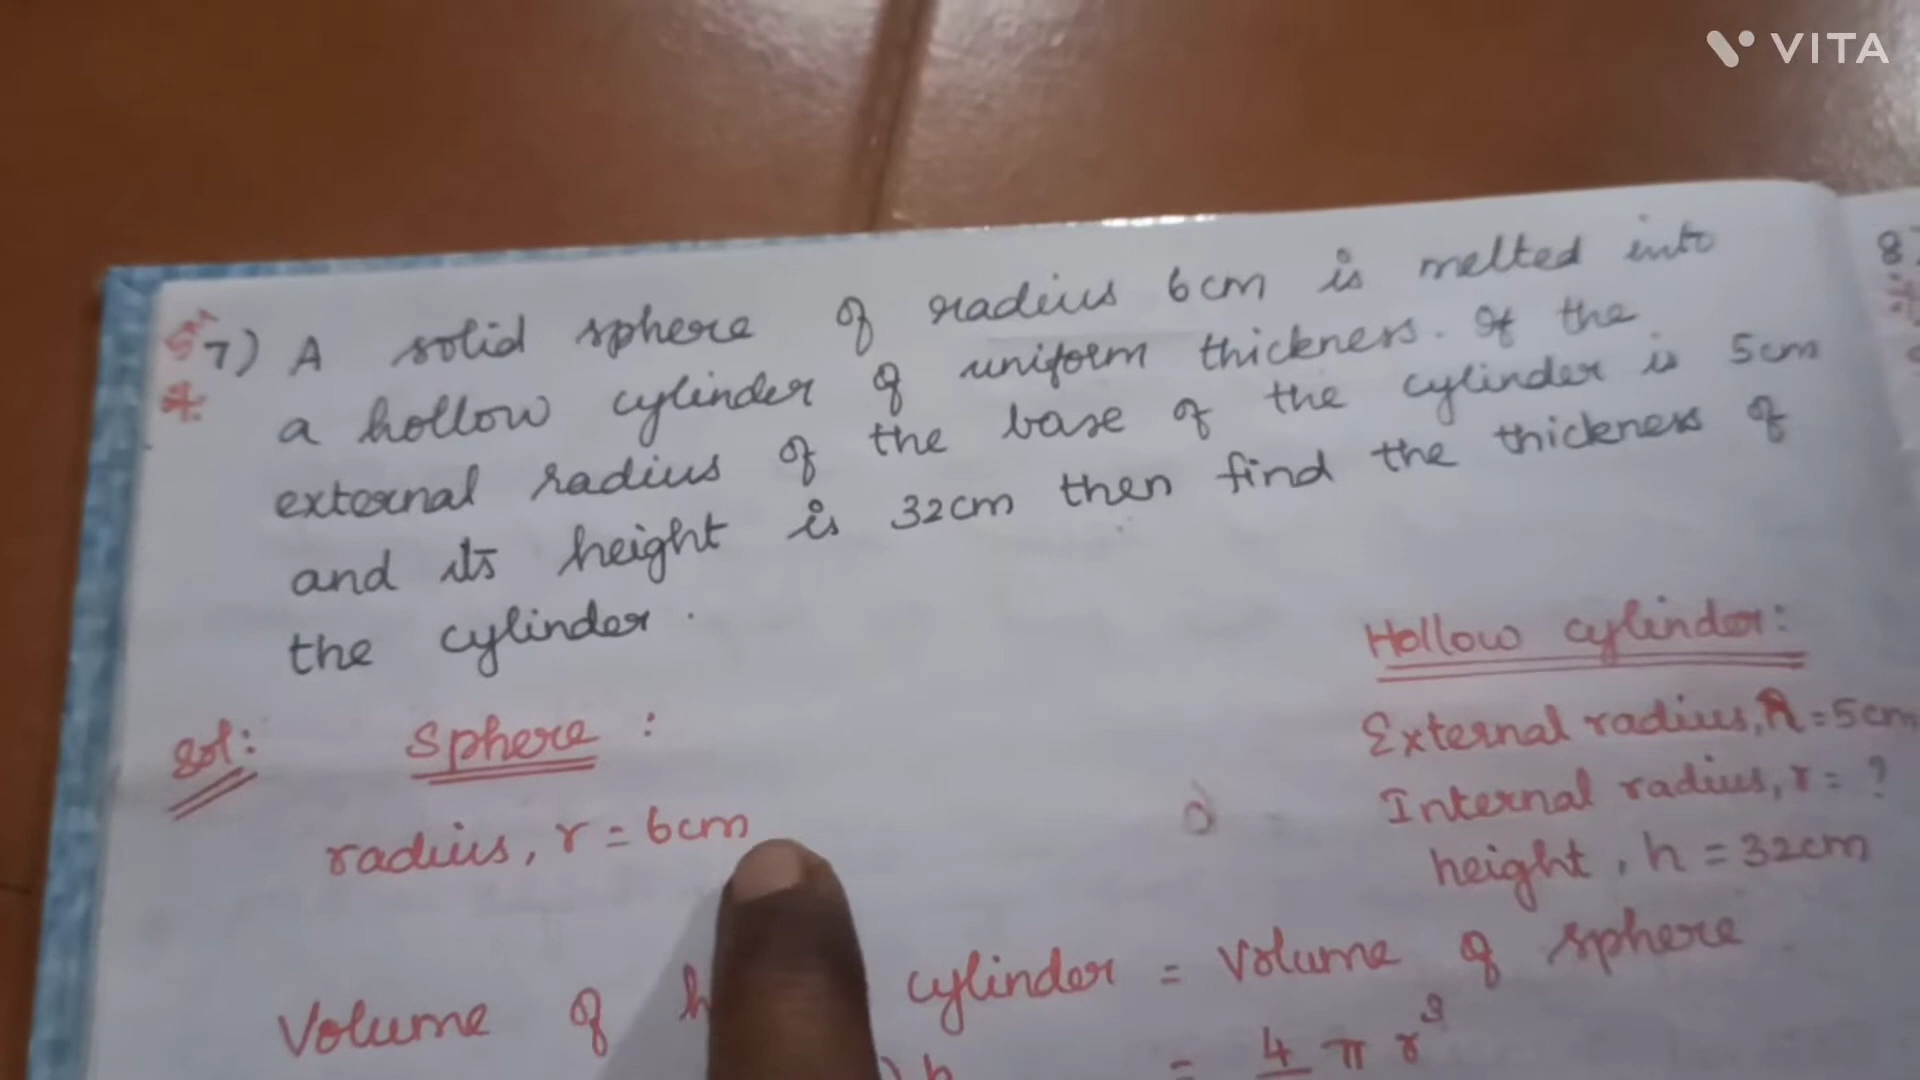 VITA
7) A solid sphere of radius 6cm is melted into
a hollow cylinder of uniform thickness. If the
external radius of the base of the cylinder is 5cm
and its height is 32cm then find the thickness of
the cylinder.
Sol:
Sphere:
radius, r = 6cm
Hollow cylinder:
External radius, R = 5cm
Internal radius, r = ?
height, h = 32cm
Volume of cylinder = Volume of sphere
) h = 4 π r³
8)